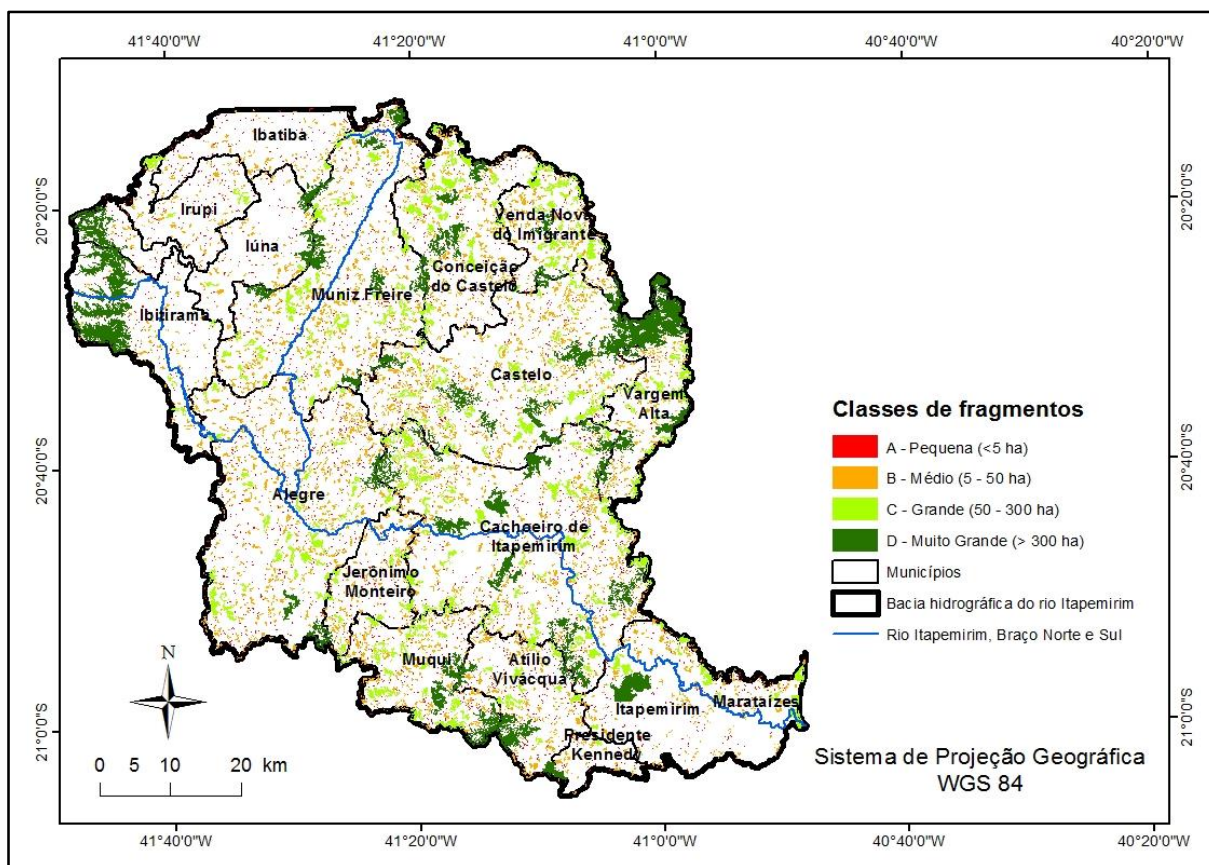 41°40'0"W 41°20'0"W 41°0'0"W 40°40'0"W 40°20'0"W
20°20'0"S
20°20'0"S
20°40'0"S
20°40'0"S
21°0'0"S
21°0'0"S
Ibatiba
Irupi
Iúna
Venda Nova
do Imigrante
Conceição
do Castelo
Muniz Freire
Ibitirama
Castelo
Vargem
Alta
Alegre
Cachoeiro de
Itapemirim
Jerônimo
Monteiro
Muqui
Atílio
Vivacqua
Itapemirim
Marataízes
Presidente
Kennedy
Classes de fragmentos
A - Pequena (<5 ha)
B - Médio (5 - 50 ha)
C - Grande (50 - 300 ha)
D - Muito Grande (> 300 ha)
Municípios
Bacia hidrográfica do rio Itapemirim
Rio Itapemirim, Braço Norte e Sul
N
0 5 10 20 km
Sistema de Projeção Geográfica
WGS 84
41°40'0"W 41°20'0"W 41°0'0"W 40°40'0"W 40°20'0"W